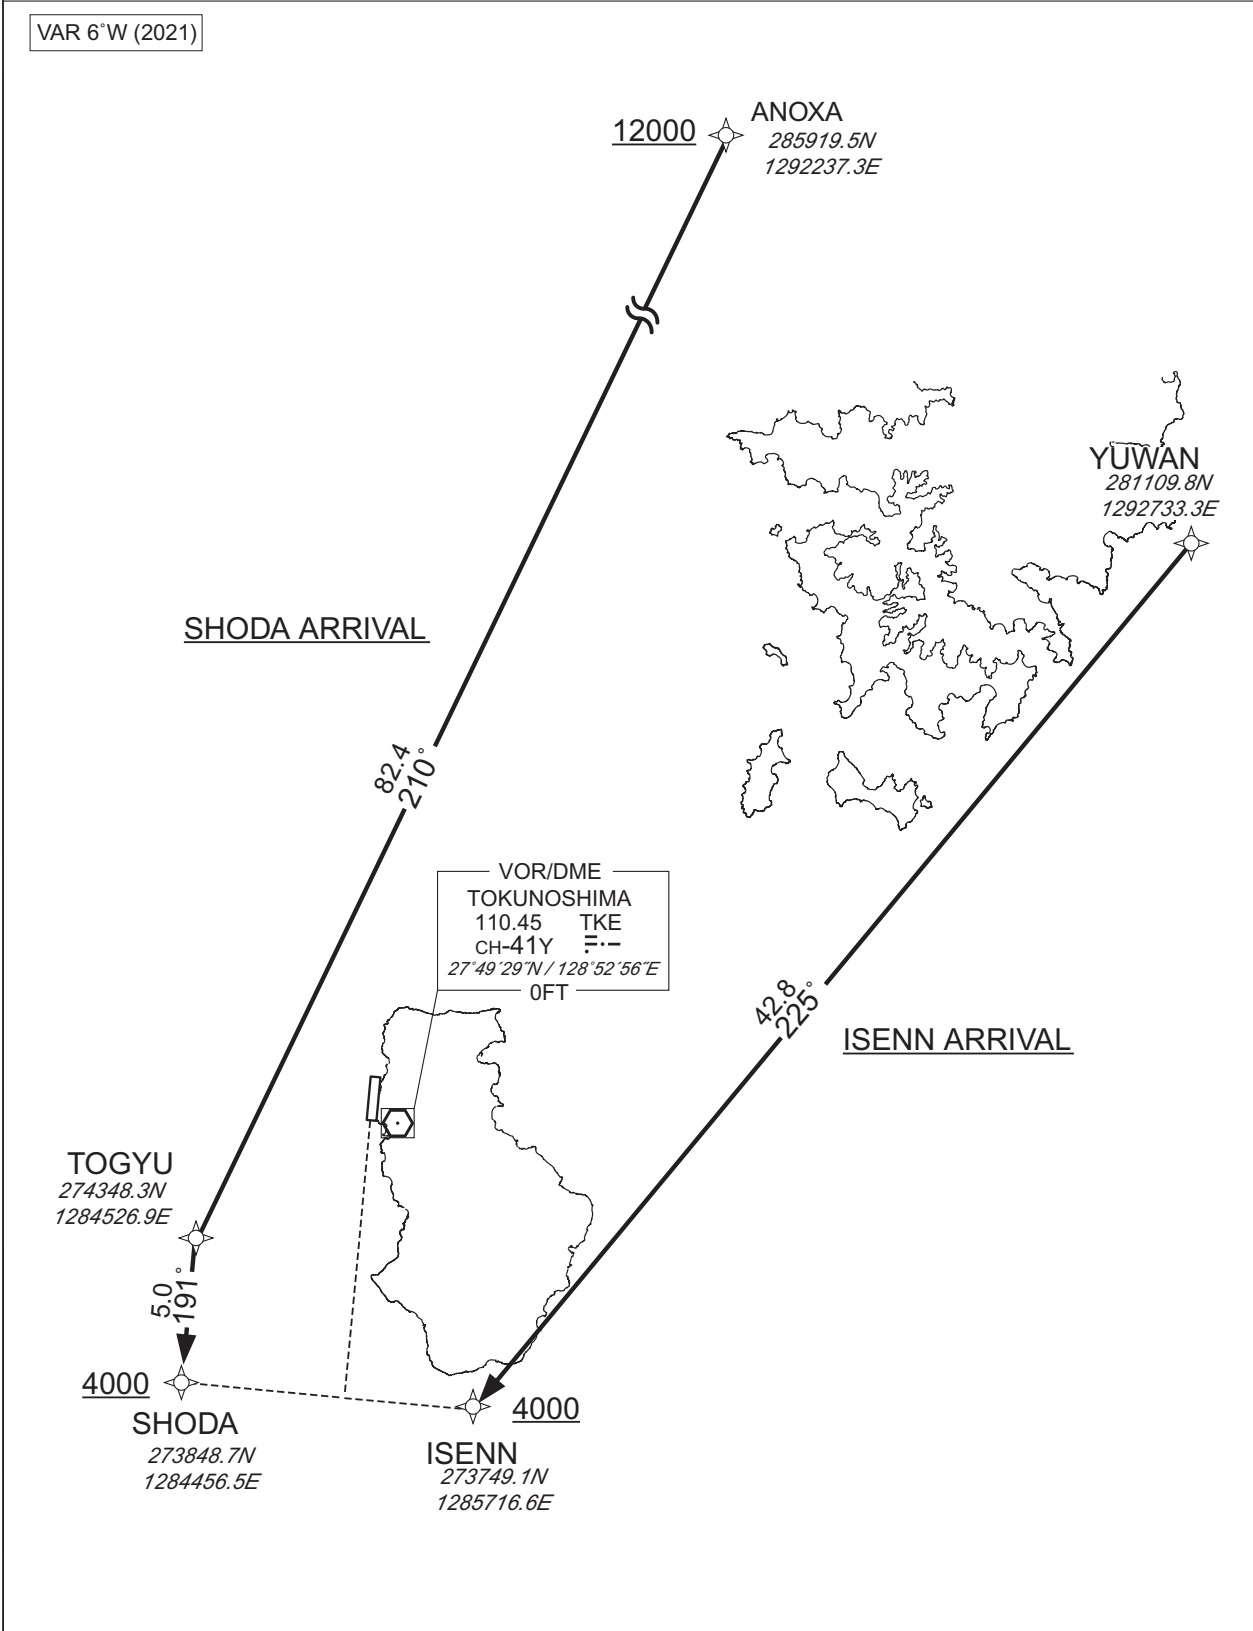 VAR 6˚W (2021)
ANOXA
12000
285919.5N
1292237.3E
YUWAN
281109.8N
1292733.3E
SHODA ARRIVAL
82.4
210˚
VOR/DME
TOKUNOSHIMA
110.45 TKE
CH-41Y
27˚49´29˝N / 128˚52´56˝E
0FT
42.8
225˚
ISENN ARRIVAL
TOGYU
274348.3N
1284526.9E
5.0
191˚
4000
SHODA
273848.7N
1284456.5E
4000
ISENN
273749.1N
1285716.6E